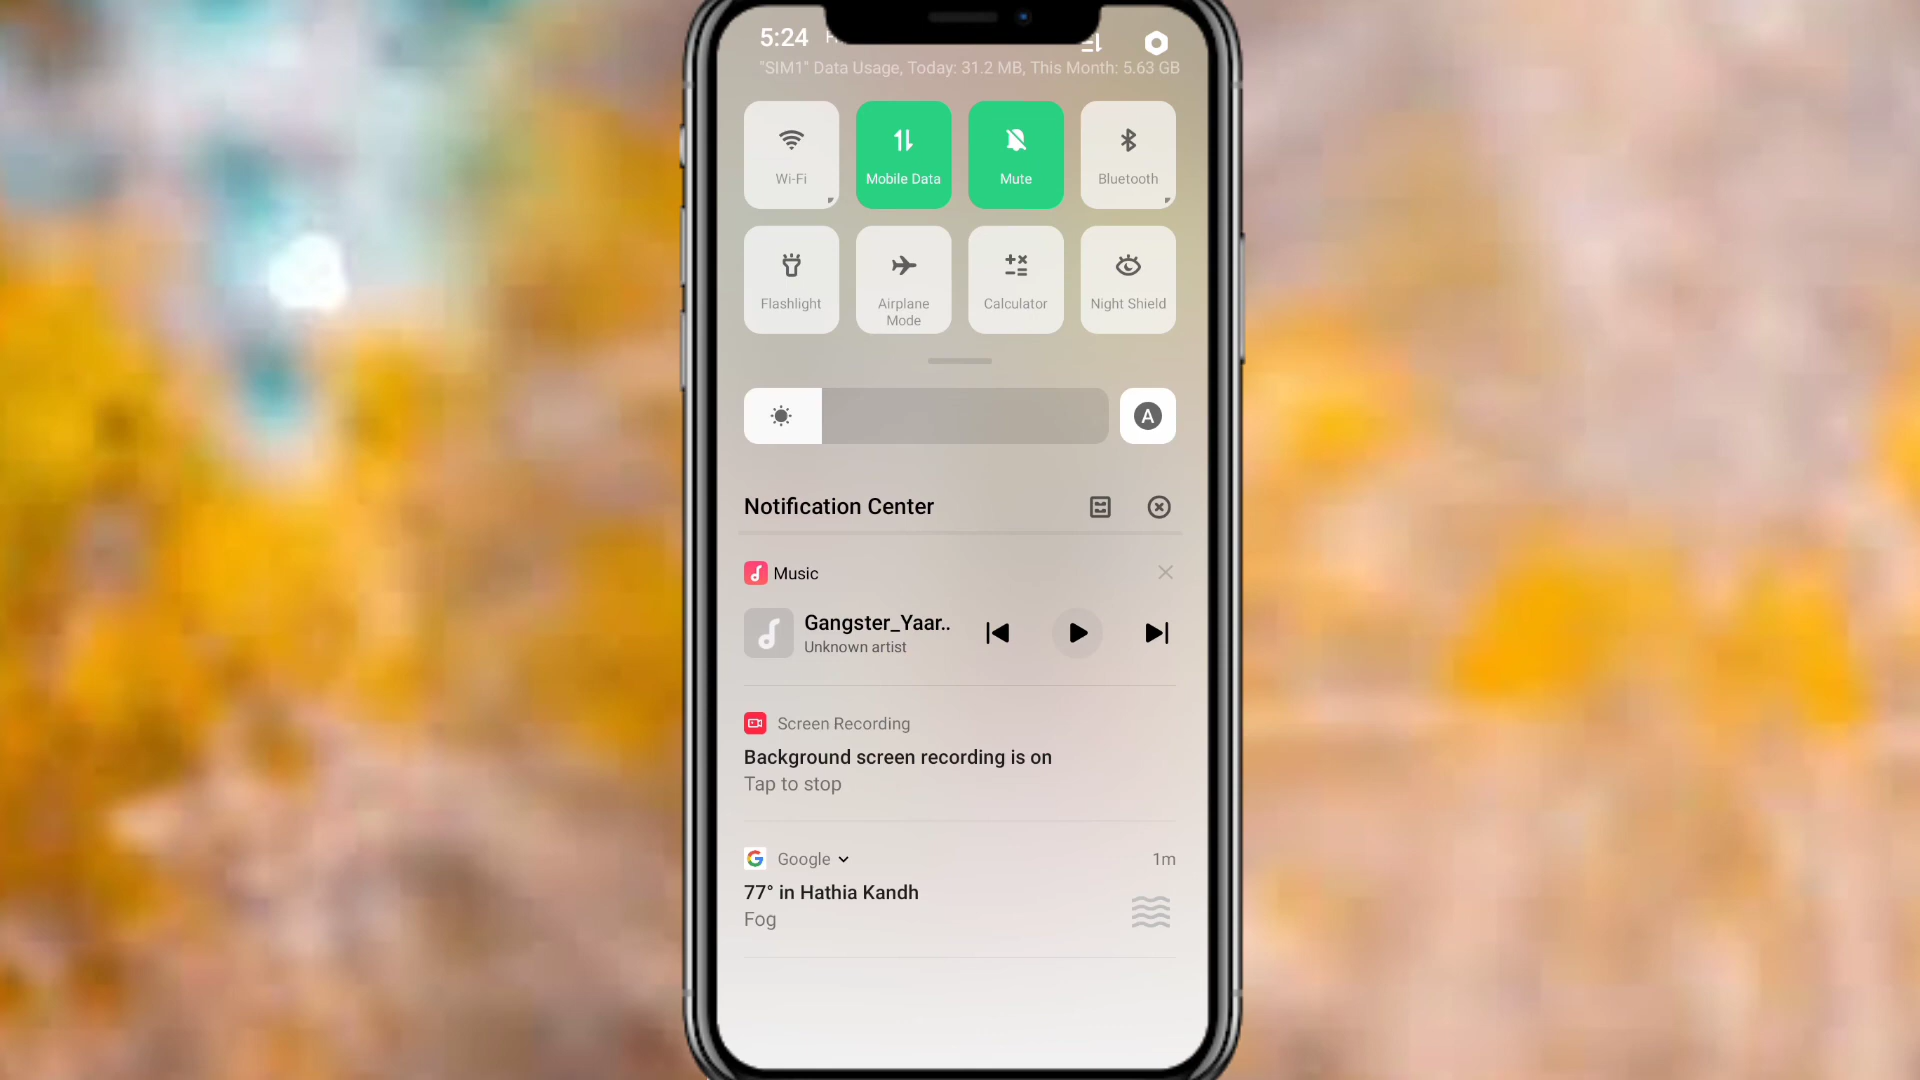 5:24
"SIM1" Data Usage, Today: 31.2 MB, This Month: 5.63 GB
Wi-Fi
Mobile Data
Mute
Bluetooth
Flashlight
Airplane
Mode
Calculator
Night Shield
A
Notification Center
Music
Gangster_Yaar..
Unknown artist
Screen Recording
Background screen recording is on
Tap to stop
Google
1m
77° in Hathia Kandh
Fog